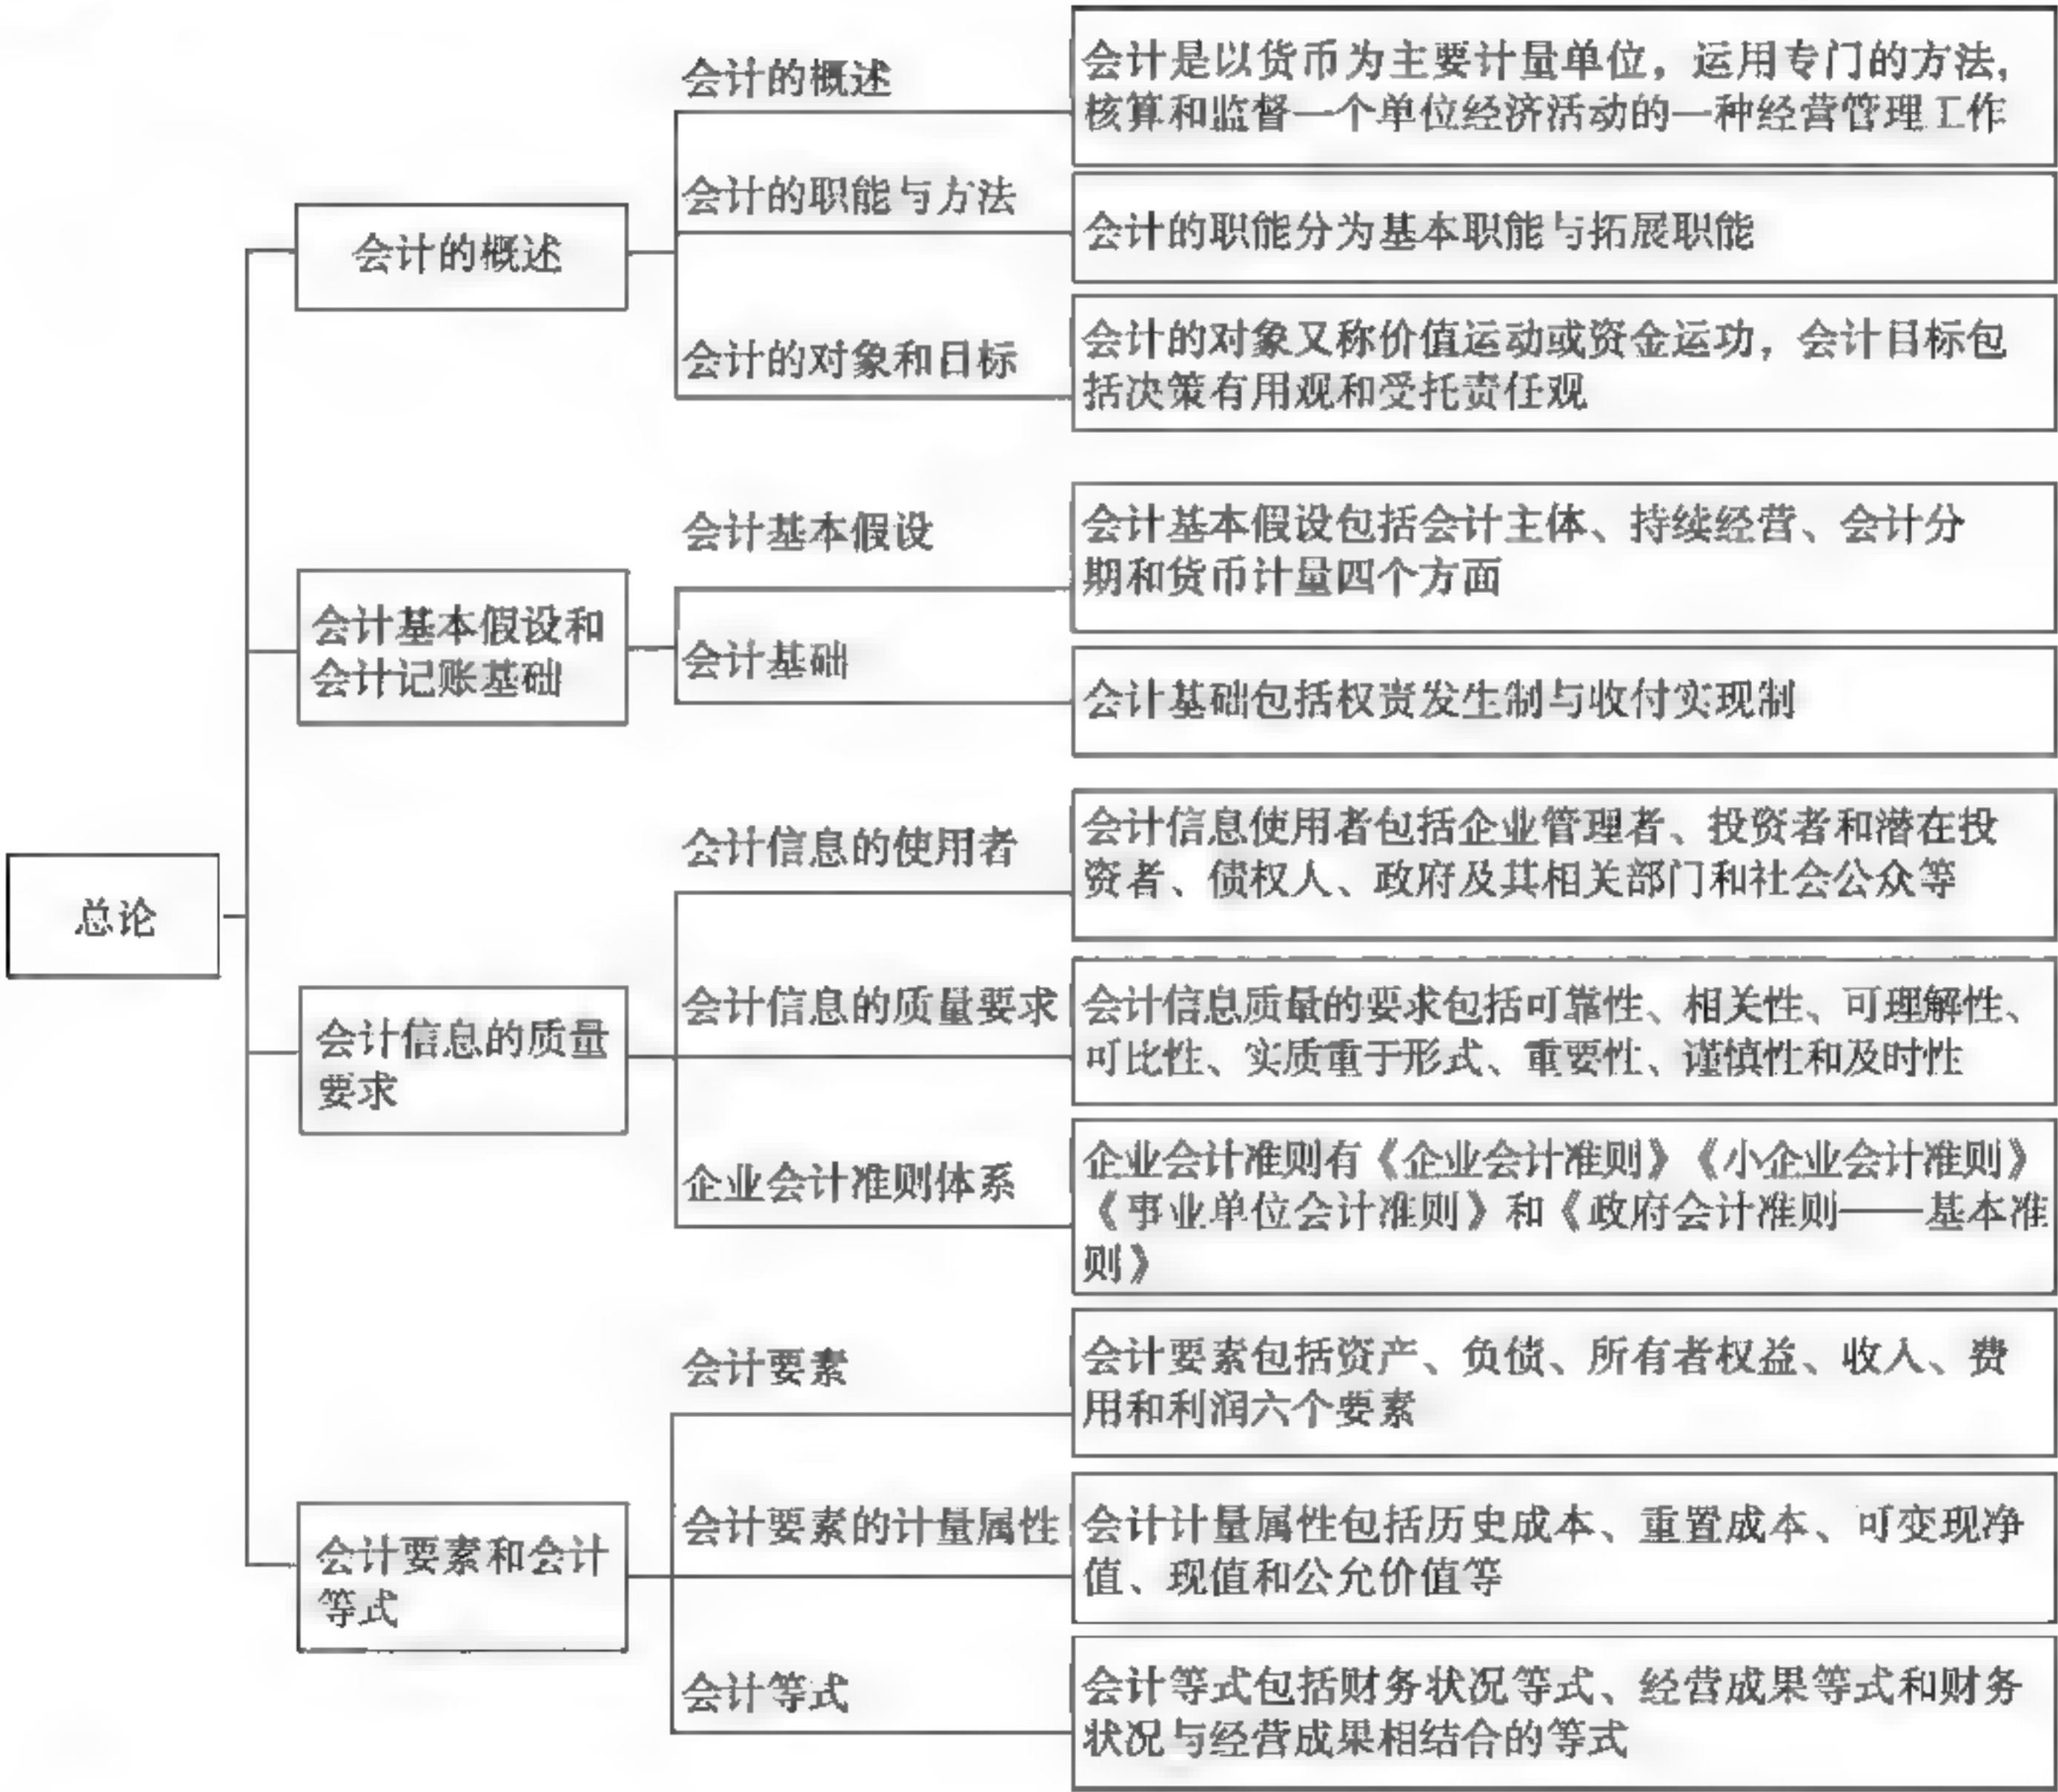 总论
会计的概述
会计的概述
会计是以货币为主要计量单位，运用专门的方法，
核算和监督一个单位经济活动的一种经营管理工作
会计的职能与方法
会计的职能分为基本职能与拓展职能
会计的对象和目标
会计的对象又称价值运动或资金运功，会计目标包
括决策有用观和受托责任观
会计基本假设和
会计记账基础
会计基本假设
会计基本假设包括会计主体、持续经营、会计分
期和货币计量四个方面
会计基础
会计基础包括权责发生制与收付实现制
会计信息的质量
要求
会计信息的使用者
会计信息使用者包括企业管理者、投资者和潜在投
资者、债权人、政府及其相关部门和社会公众等
会计信息的质量要求
会计信息质量的要求包括可靠性、相关性、可理解性、
可比性、实质重于形式、重要性、谨慎性和及时性
企业会计准则体系
企业会计准则有《企业会计准则》《小企业会计准则》
《事业单位会计准则》和《政府会计准则——基本准
则》
会计要素和会计
等式
会计要素
会计要素包括资产、负债、所有者权益、收入、费
用和利润六个要素
会计要素的计量属性
会计计量属性包括历史成本、重置成本、可变现净
值、现值和公允价值等
会计等式
会计等式包括财务状况等式、经营成果等式和财务
状况与经营成果相结合的等式